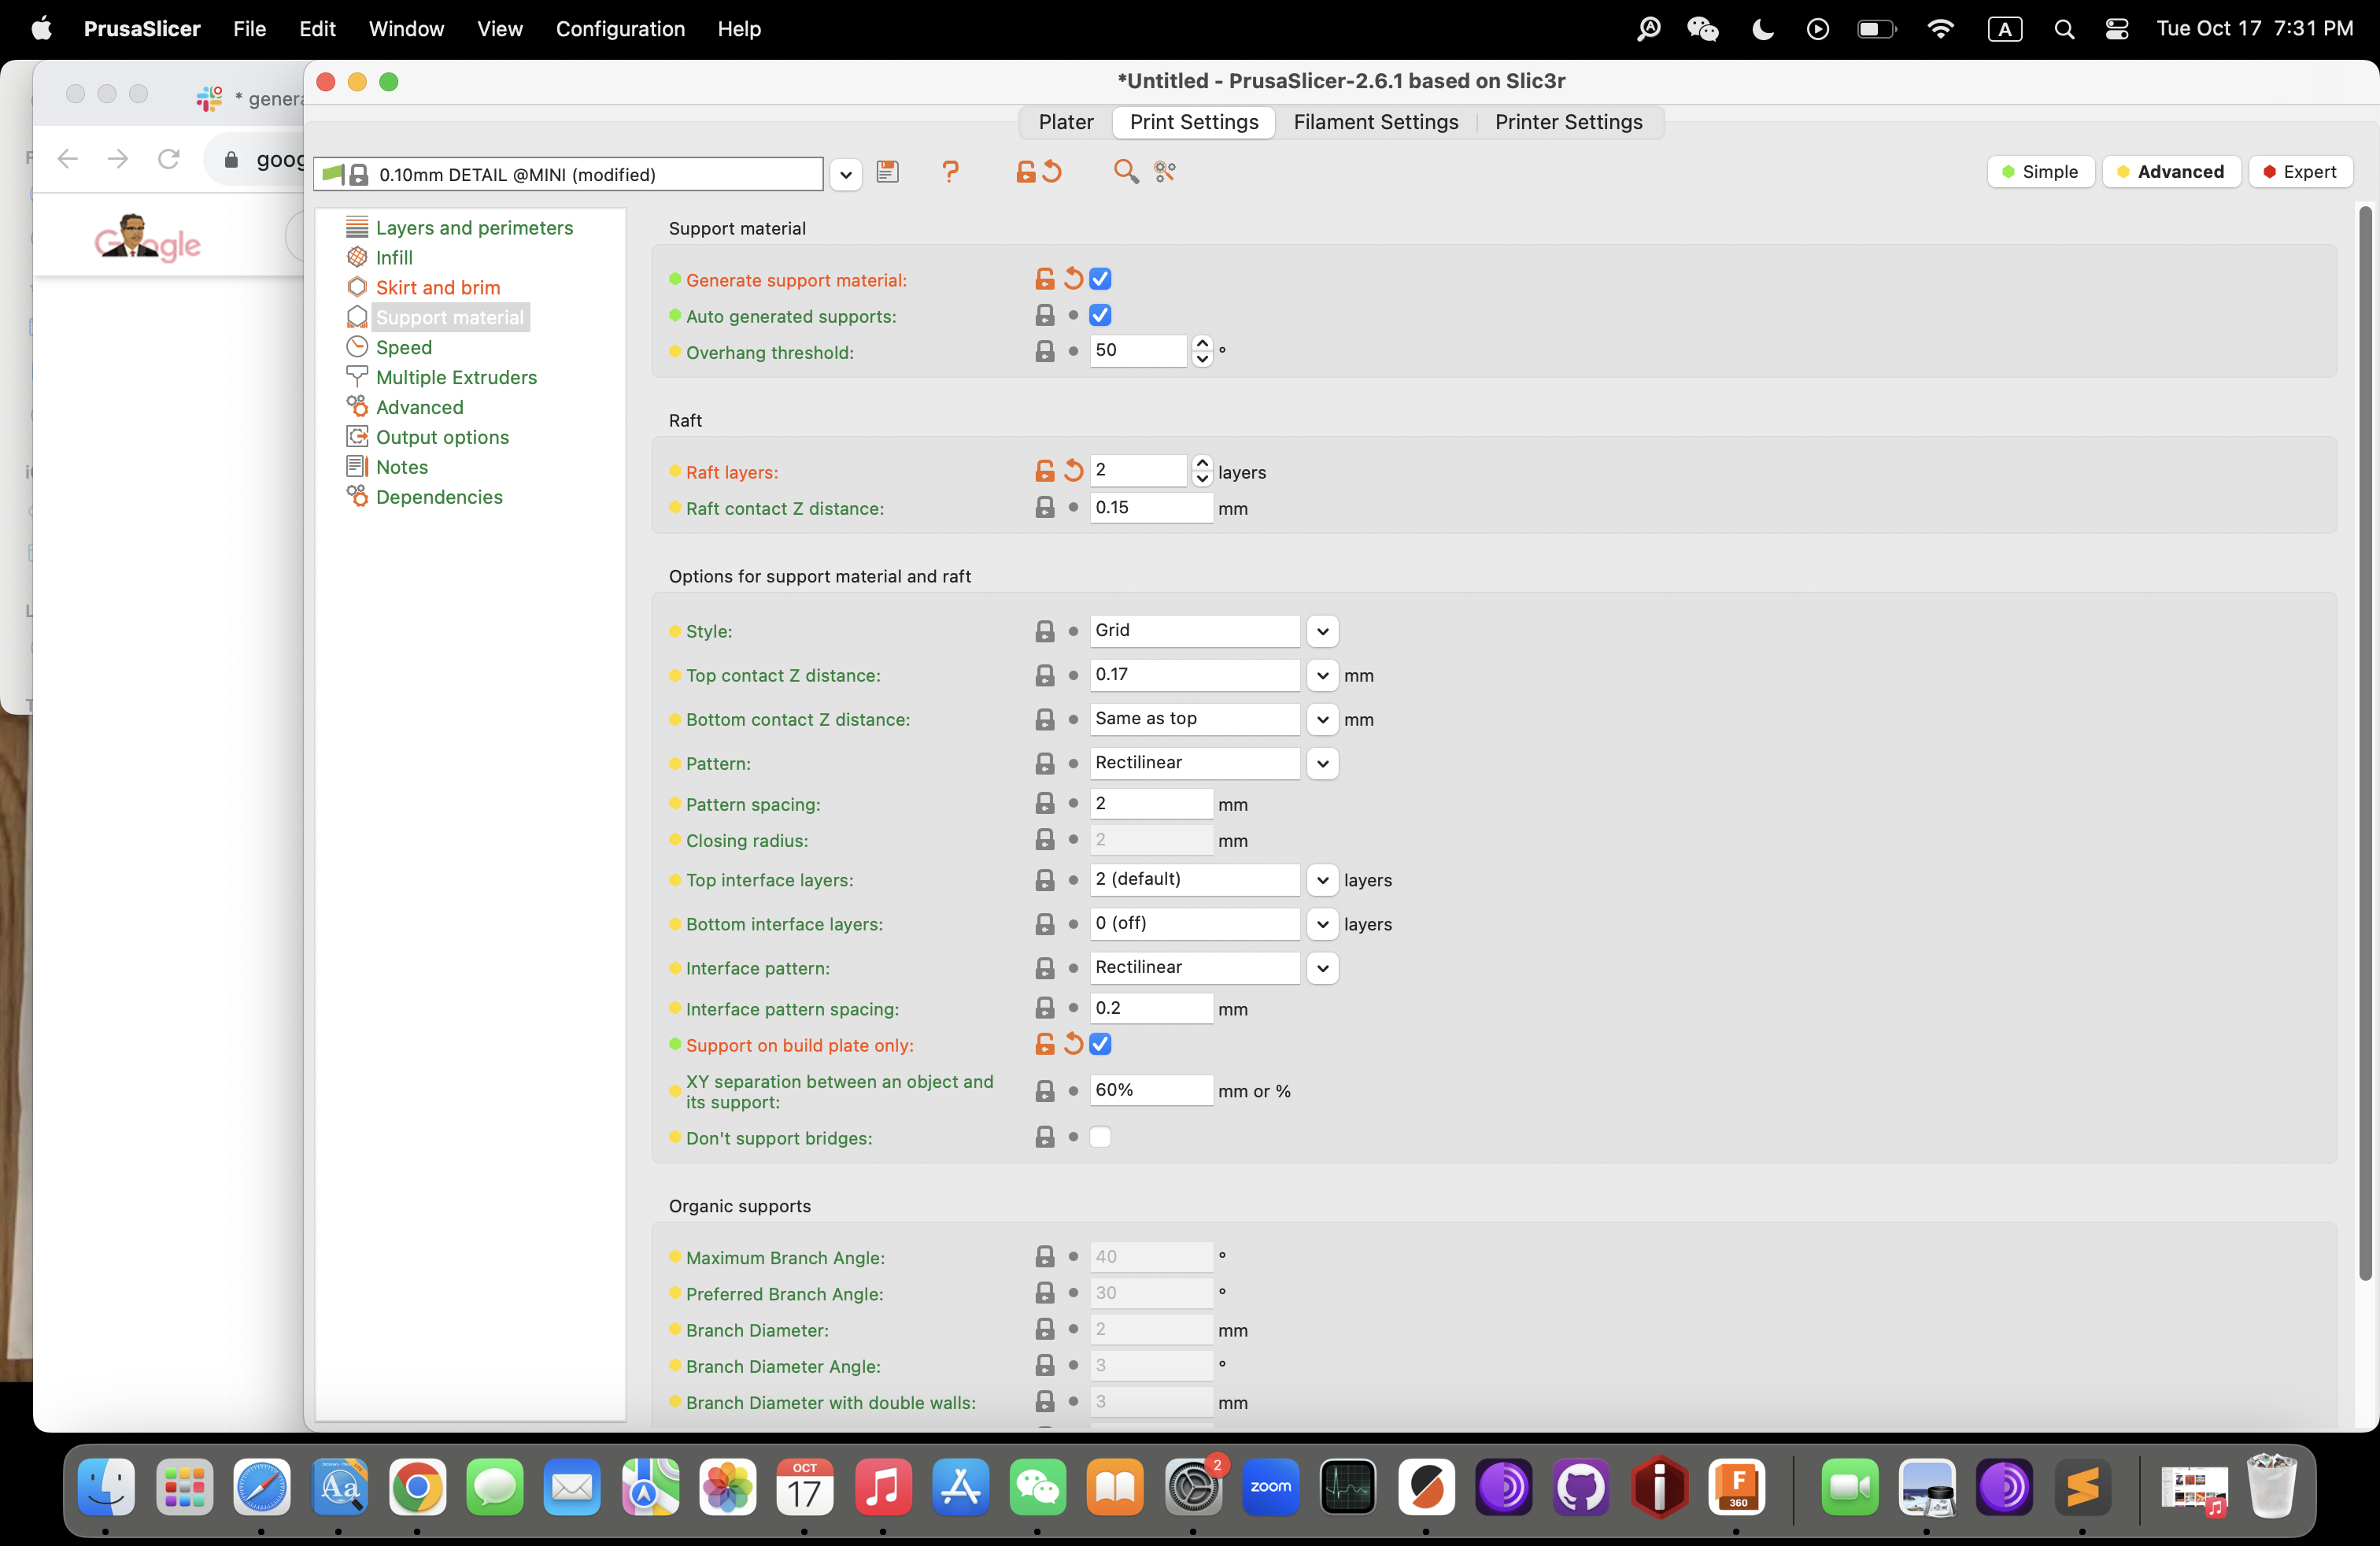 PrusaSlicer File Edit Window View Configuration Help A Tue Oct 17 7:31 PM
*Untitled - PrusaSlicer-2.6.1 based on Slic3r
* genera
Plater Print Settings Filament Settings Printer Settings
goog
0.10mm DETAIL @MINI (modified) ? Simple Advanced Expert
Google
Layers and perimeters
Infill
Skirt and brim
Support material
Speed
Multiple Extruders
Advanced
Output options
Notes
Dependencies
Support material
Generate support material:
Auto generated supports:
Overhang threshold: 50 °
Raft
Raft layers: 2 layers
Raft contact Z distance: 0.15 mm
Options for support material and raft
Style: Grid
Top contact Z distance: 0.17 mm
Bottom contact Z distance: Same as top mm
Pattern: Rectilinear
Pattern spacing: 2 mm
Closing radius: 2 mm
Top interface layers: 2 (default) layers
Bottom interface layers: 0 (off) layers
Interface pattern: Rectilinear
Interface pattern spacing: 0.2 mm
Support on build plate only:
XY separation between an object and
its support: 60% mm or %
Don't support bridges:
Organic supports
Maximum Branch Angle: 40 °
Preferred Branch Angle: 30 °
Branch Diameter: 2 mm
Branch Diameter Angle: 3 °
Branch Diameter with double walls: 3 mm
Aa
OCT
17
2
zoom
F
360